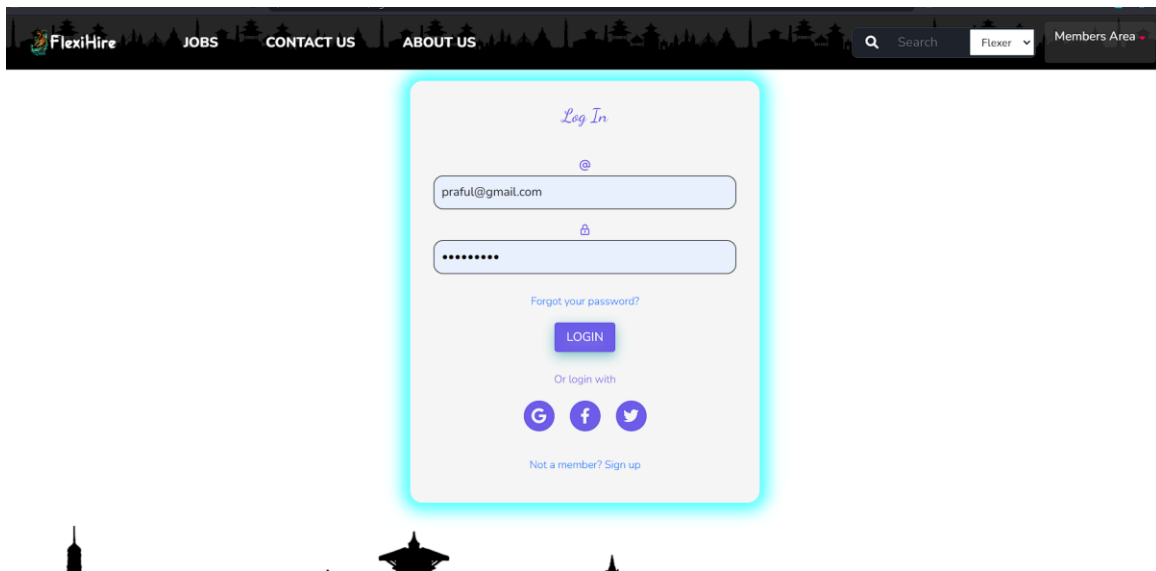 FlexiHire JOBS CONTACT US ABOUT US Search Flexer Members Area
Log In
@
praful@gmail.com
•••••••••
Forgot your password?
LOGIN
Or login with
Not a member? Sign up